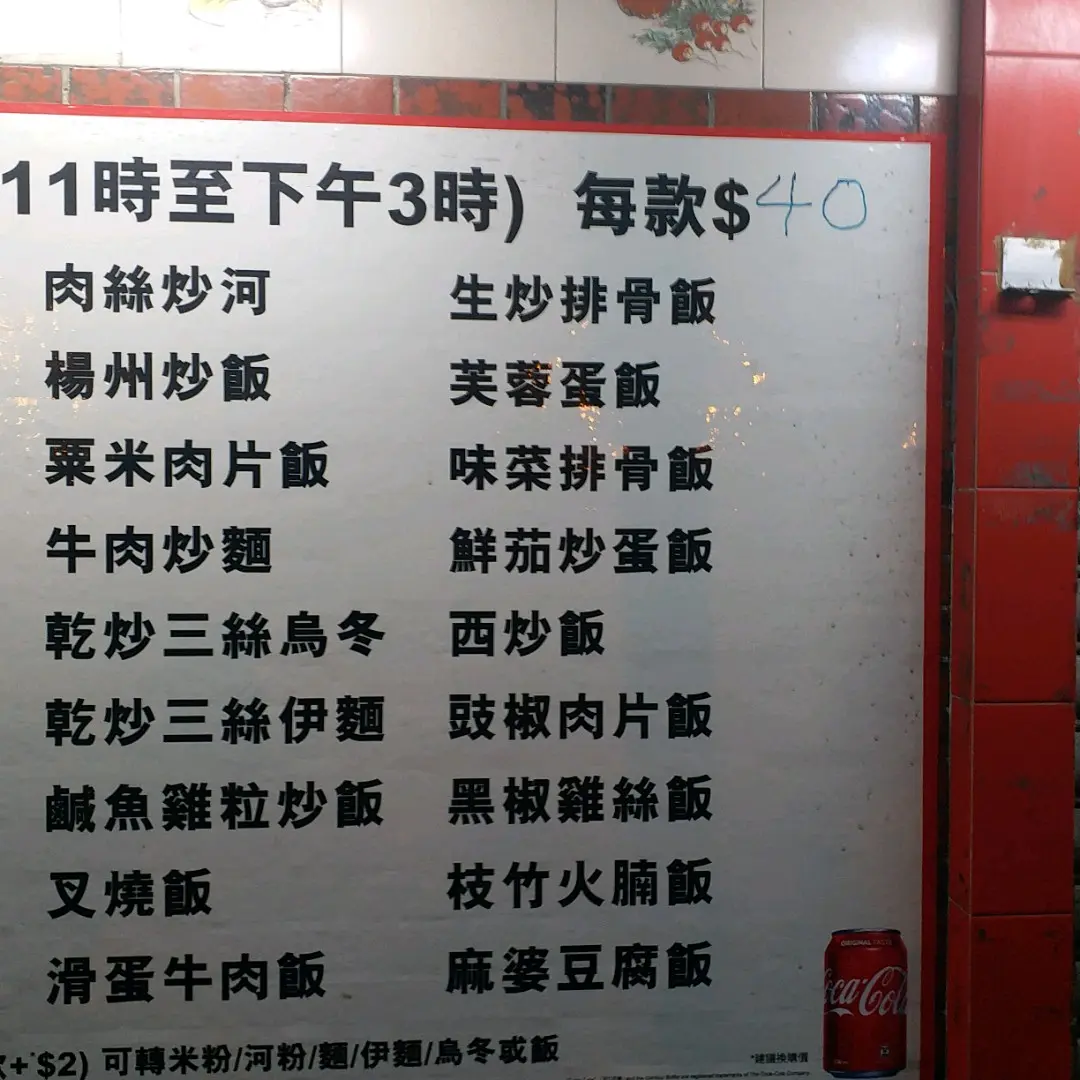 11時至下午3時) 每款$40
肉絲炒河
楊州炒飯
粟米肉片飯
牛肉炒麵
乾炒三絲烏冬
乾炒三絲伊麵
鹹魚雞粒炒飯
叉燒飯
滑蛋牛肉飯
生炒排骨飯
芙蓉蛋飯
味菜排骨飯
鮮茄炒蛋飯
西炒飯
豉椒肉片飯
黑椒雞絲飯
枝竹火腩飯
麻婆豆腐飯
+$2) 可轉米粉/河粉/麵/伊麵/烏冬或飯
ORIGINAL TASTE
Coca-Cola